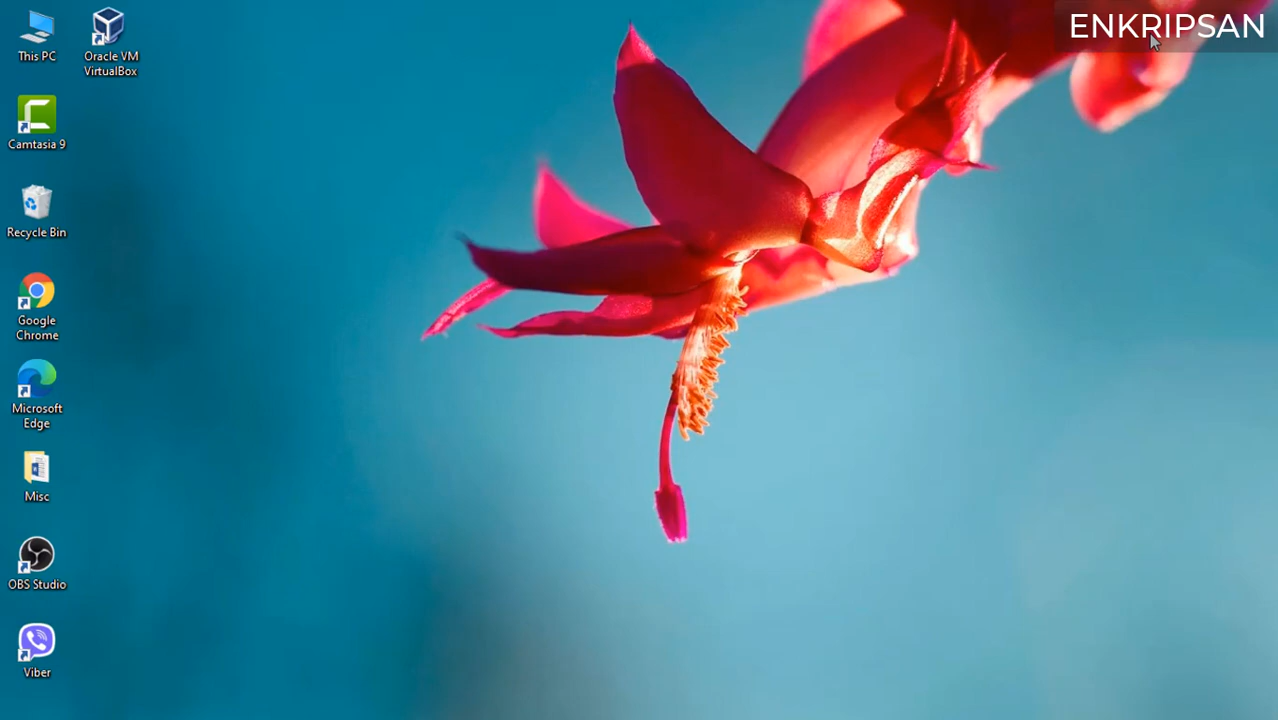 ENKRIPSAN
This PC
Oracle VM
VirtualBox
Camtasia 9
Recycle Bin
Google
Chrome
Microsoft
Edge
Misc
OBS Studio
Viber